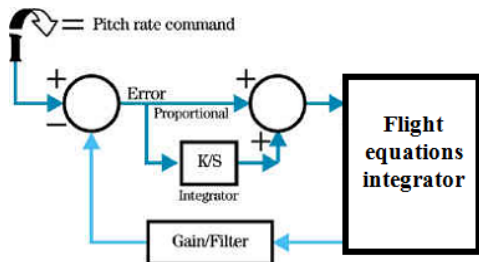 = Pitch rate command
+
−
Error
Proportional
+
+
K/S
Integrator
Flight
equations
integrator
Gain/Filter